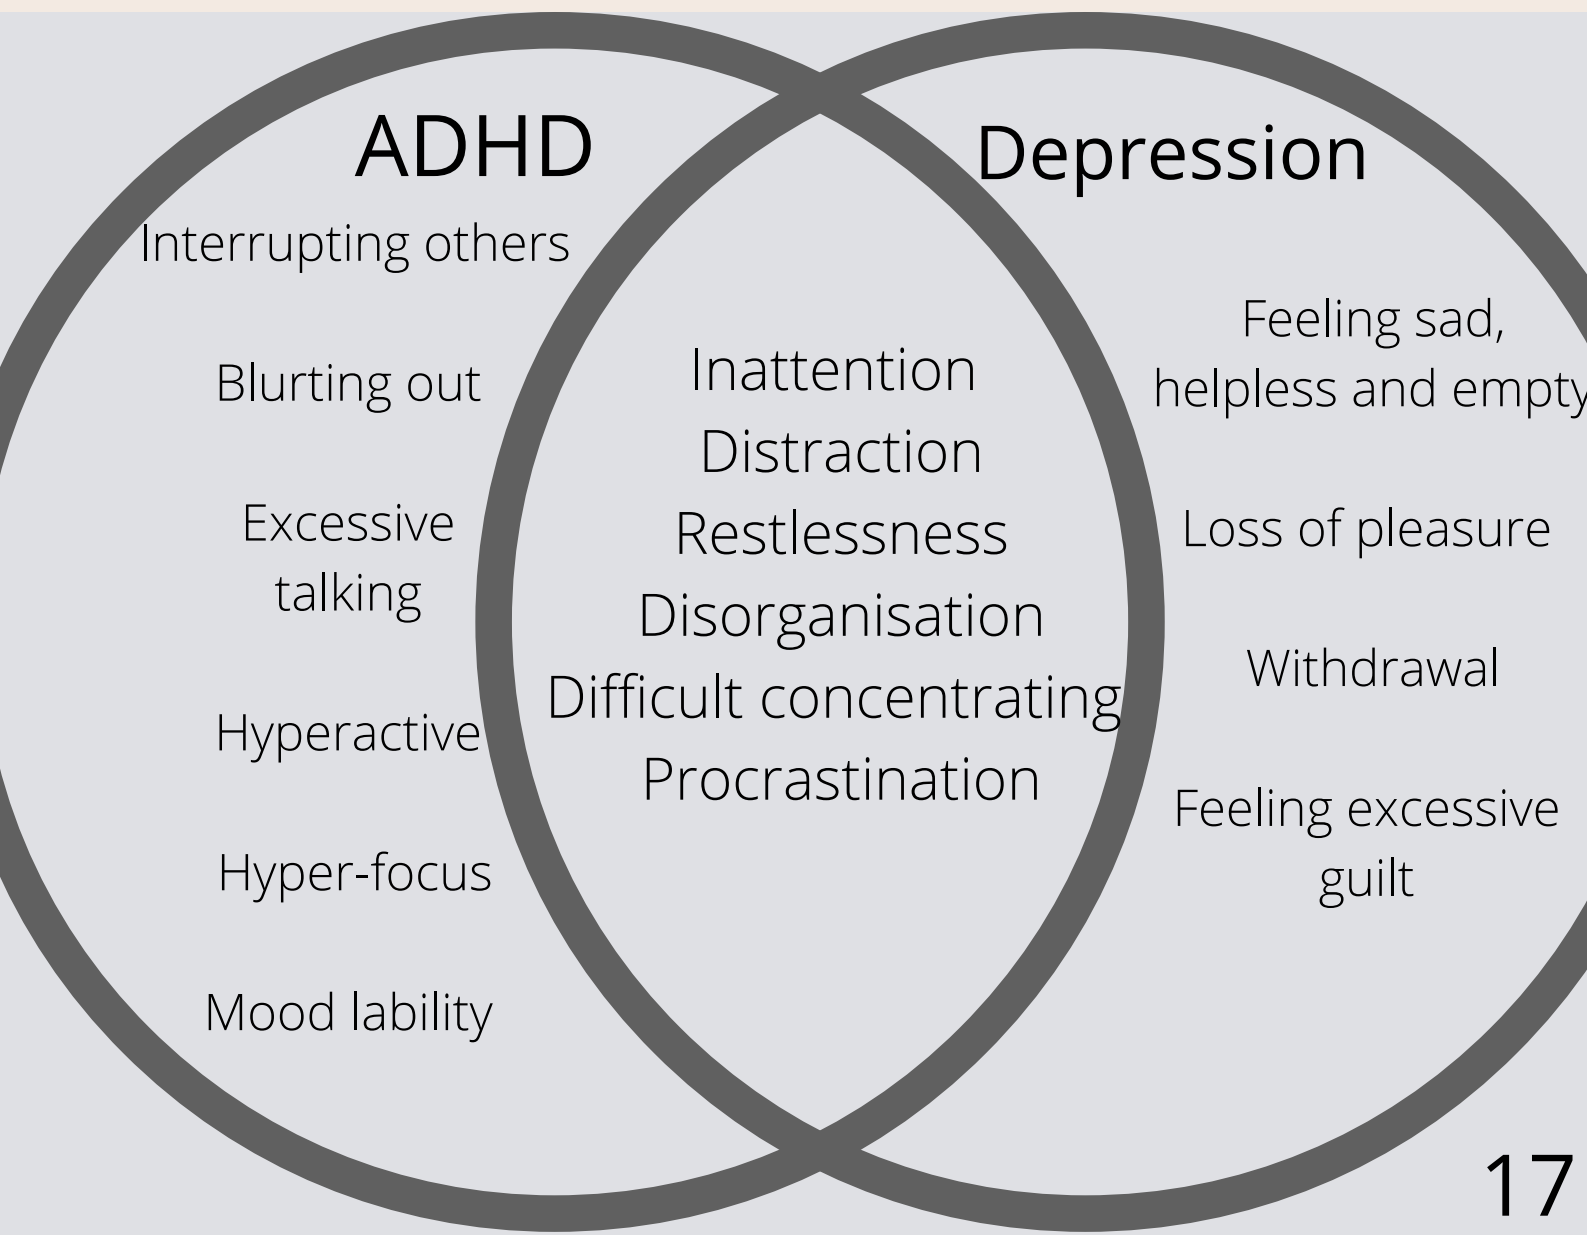 ADHD
Interrupting others
Blurting out
Excessive
talking
Hyperactive
Hyper-focus
Mood lability
Inattention
Distraction
Restlessness
Disorganisation
Difficult concentrating
Procrastination
Depression
Feeling sad,
helpless and empty
Loss of pleasure
Withdrawal
Feeling excessive
guilt
17